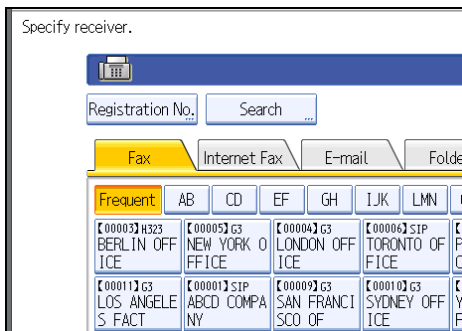 Specify receiver.
Registration No. Search
Fax Internet Fax E-mail Folde
Frequent AB CD EF GH IJK LMN
【00003】H323 【00005】G3 【00004】G3 【00006】SIP
BERLIN OFF NEW YORK O LONDON OFF TORONTO OF
ICE FFICE ICE FICE
【00011】G3 【00001】SIP 【00009】G3 【00010】G3
LOS ANGELE ABCD COMPA SAN FRANCI SYDNEY OFF
S FACT NY SCO OF ICE